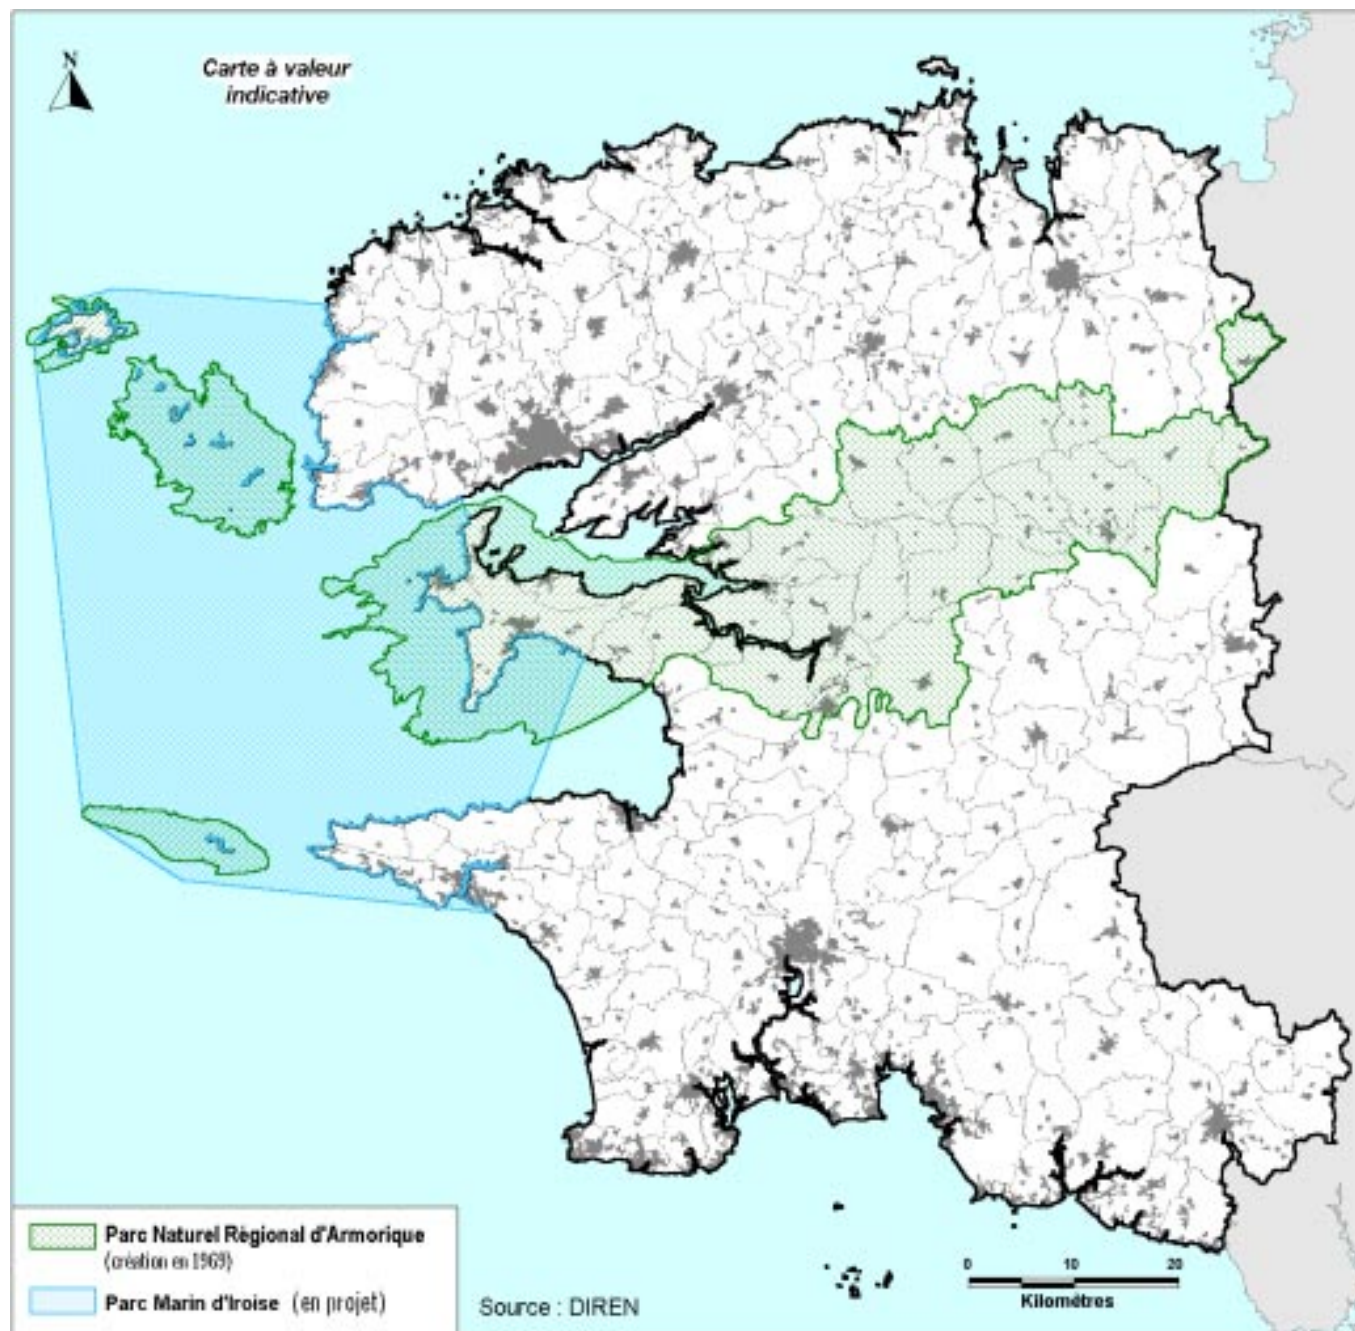 N
Carte à valeur
indicative
Parc Naturel Régional d'Armorique
(création en 1969)
Parc Marin d'Iroise (en projet)
Source : DIREN
0 10 20
Kilométres